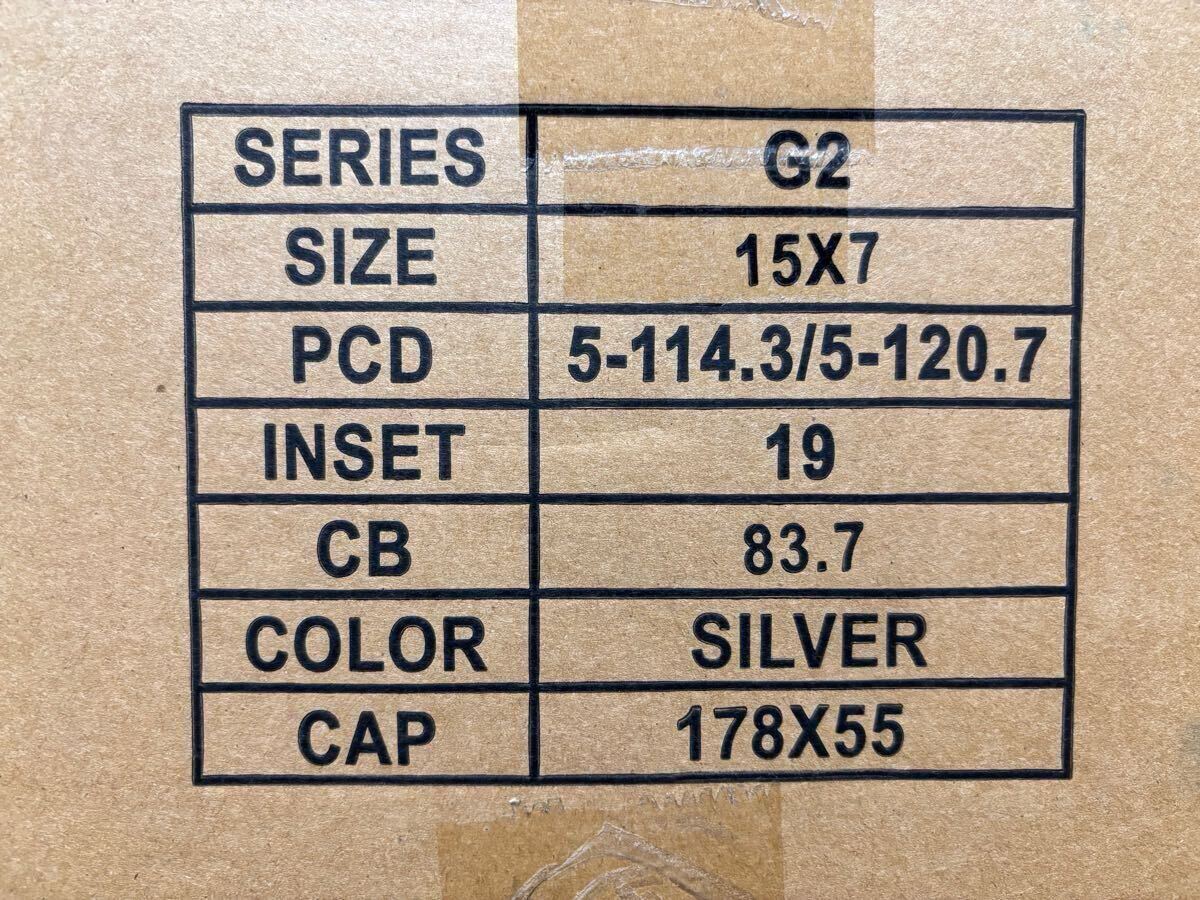 SERIES G2
SIZE 15X7
PCD 5-114.3/5-120.7
INSET 19
CB 83.7
COLOR SILVER
CAP 178X55